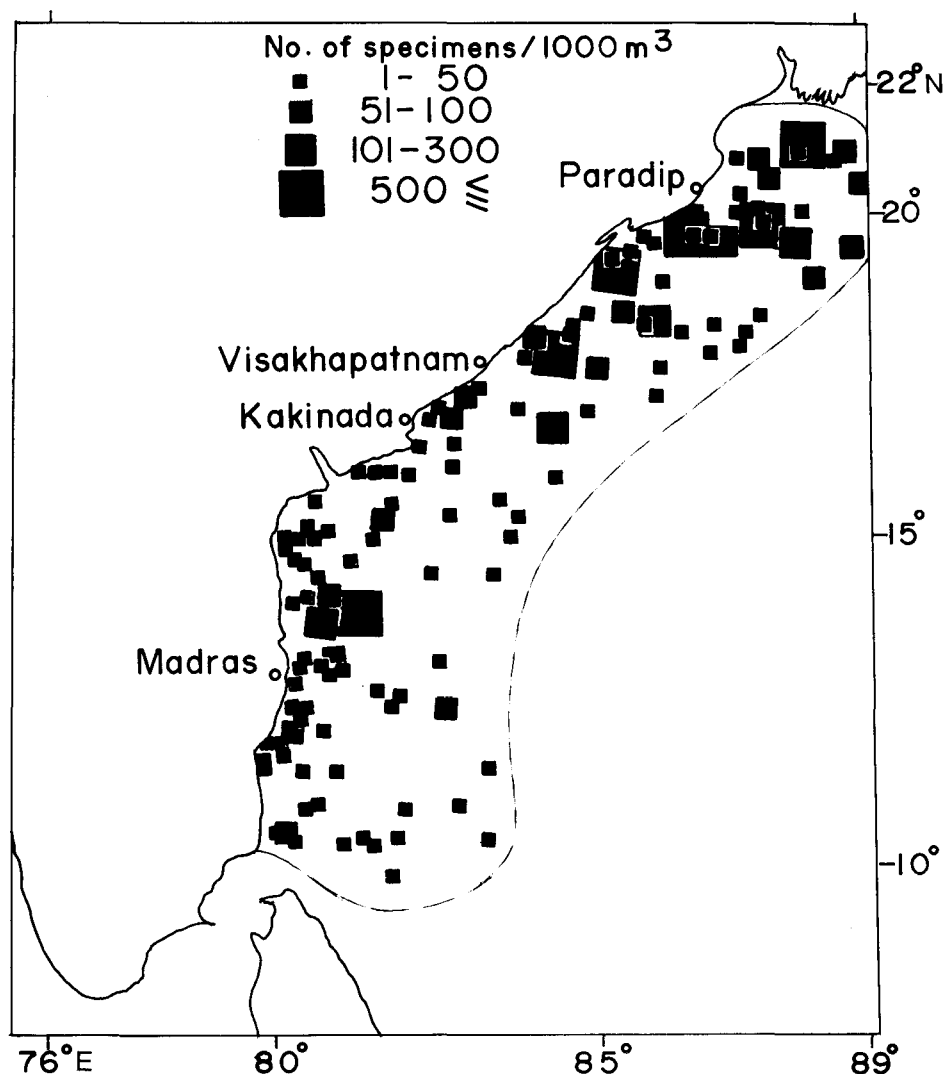 No. of specimens/1000 m³
1- 50
51-100
101-300
500 ≤
22°N
Paradip
20°
Visakhapatnam
Kakinada
15°
Madras
10°
76°E 80° 85° 89°